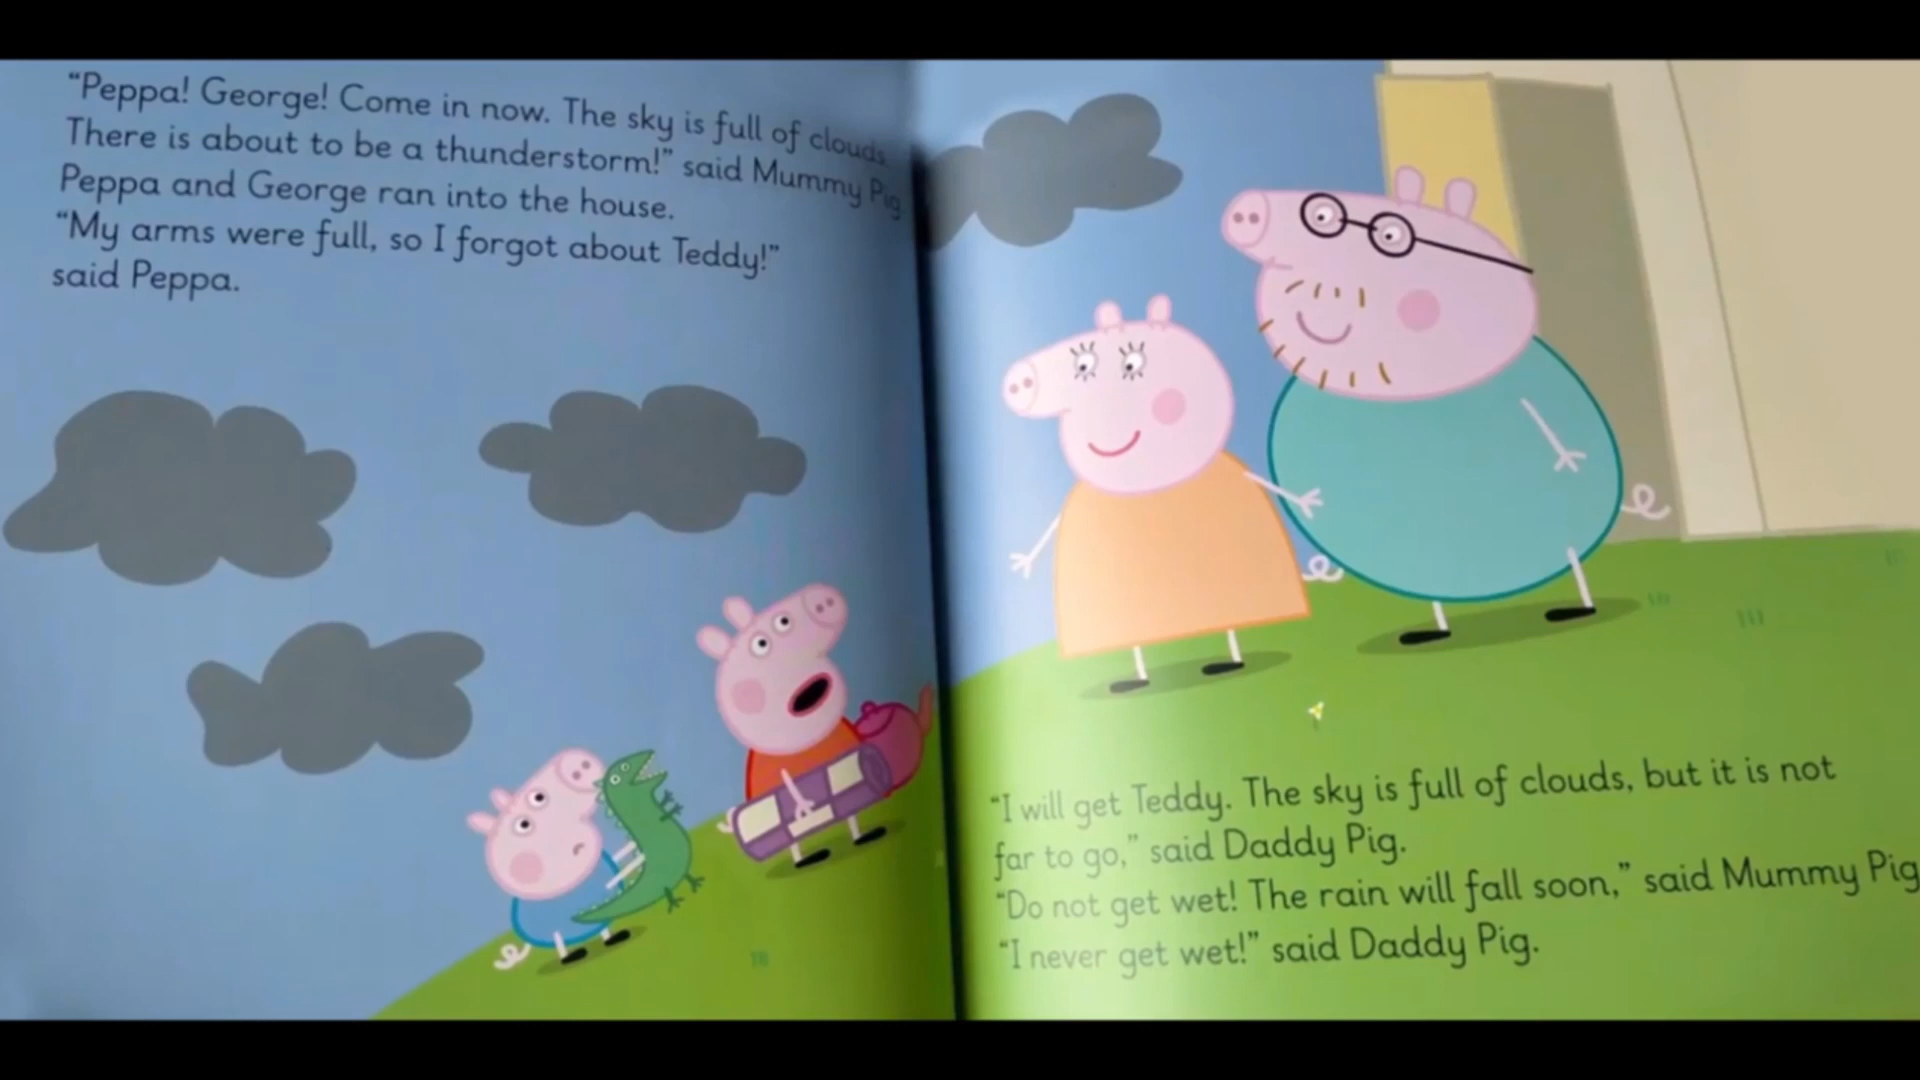 “Peppa! George! Come in now. The sky is full of clouds
There is about to be a thunderstorm!” said Mummy Pig
Peppa and George ran into the house.
“My arms were full, so I forgot about Teddy!”
said Peppa.
“I will get Teddy. The sky is full of clouds, but it is not
far to go,” said Daddy Pig.
“Do not get wet! The rain will fall soon,” said Mummy Pig
“I never get wet!” said Daddy Pig.